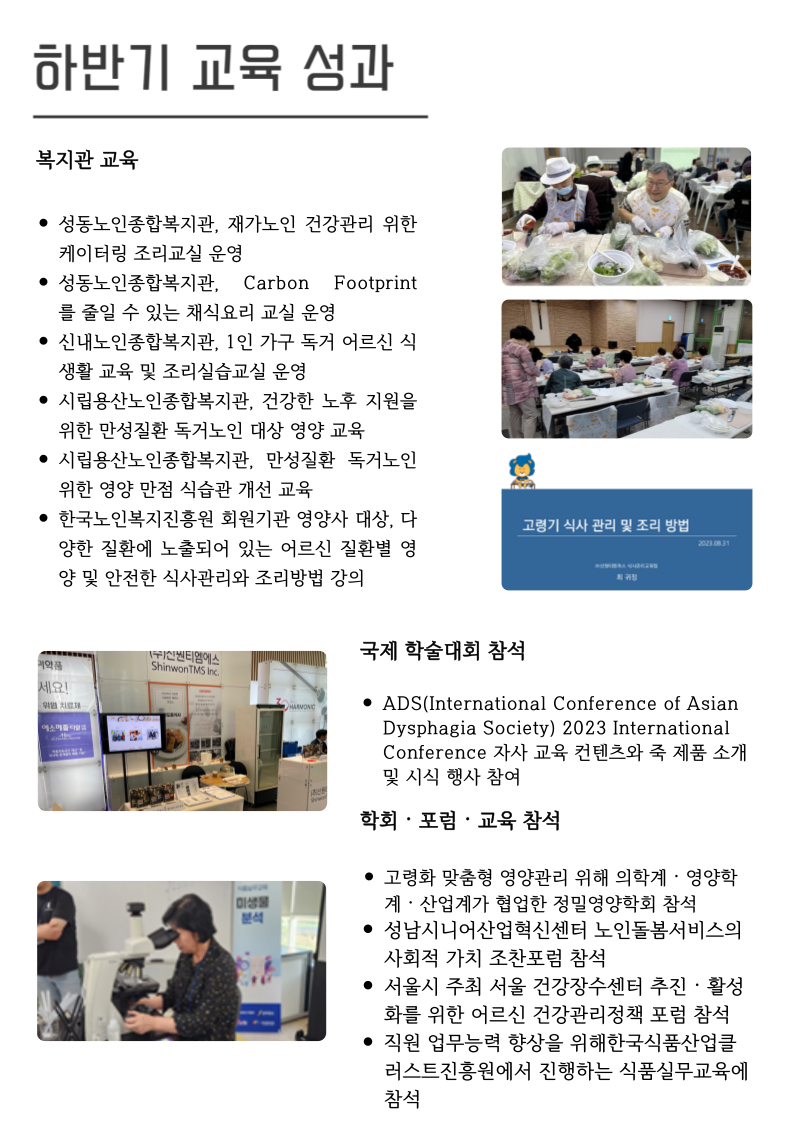 하반기 교육 성과
복지관 교육
• 성동노인종합복지관, 재가노인 건강관리 위한
케이터링 조리교실 운영
• 성동노인종합복지관, Carbon Footprint
를 줄일 수 있는 채식요리 교실 운영
• 신내노인종합복지관, 1인 가구 독거 어르신 식
생활 교육 및 조리실습교실 운영
• 시립용산노인종합복지관, 건강한 노후 지원을
위한 만성질환 독거노인 대상 영양 교육
• 시립용산노인종합복지관, 만성질환 독거노인
위한 영양 만점 식습관 개선 교육
• 한국노인복지진흥원 회원기관 영양사 대상, 다
양한 질환에 노출되어 있는 어르신 질환별 영
양 및 안전한 식사관리와 조리방법 강의
고령기 식사 관리 및 조리 방법
2023.08.31
최 귀정
(주)신원티엠에스
ShinwonTMS Inc.
HARMONIC
세요!
국제 학술대회 참석
• ADS(International Conference of Asian
Dysphagia Society) 2023 International
Conference 자사 교육 컨텐츠와 죽 제품 소개
및 시식 행사 참여
학회 · 포럼 · 교육 참석
• 고령화 맞춤형 영양관리 위해 의학계 · 영양학
계 · 산업계가 협업한 정밀영양학회 참석
• 성남시니어산업혁신센터 노인돌봄서비스의
사회적 가치 조찬포럼 참석
• 서울시 주최 서울 건강장수센터 추진 · 활성
화를 위한 어르신 건강관리정책 포럼 참석
• 직원 업무능력 향상을 위해한국식품산업클
러스트진흥원에서 진행하는 식품실무교육에
참석
식품실무교육
미생물
분석